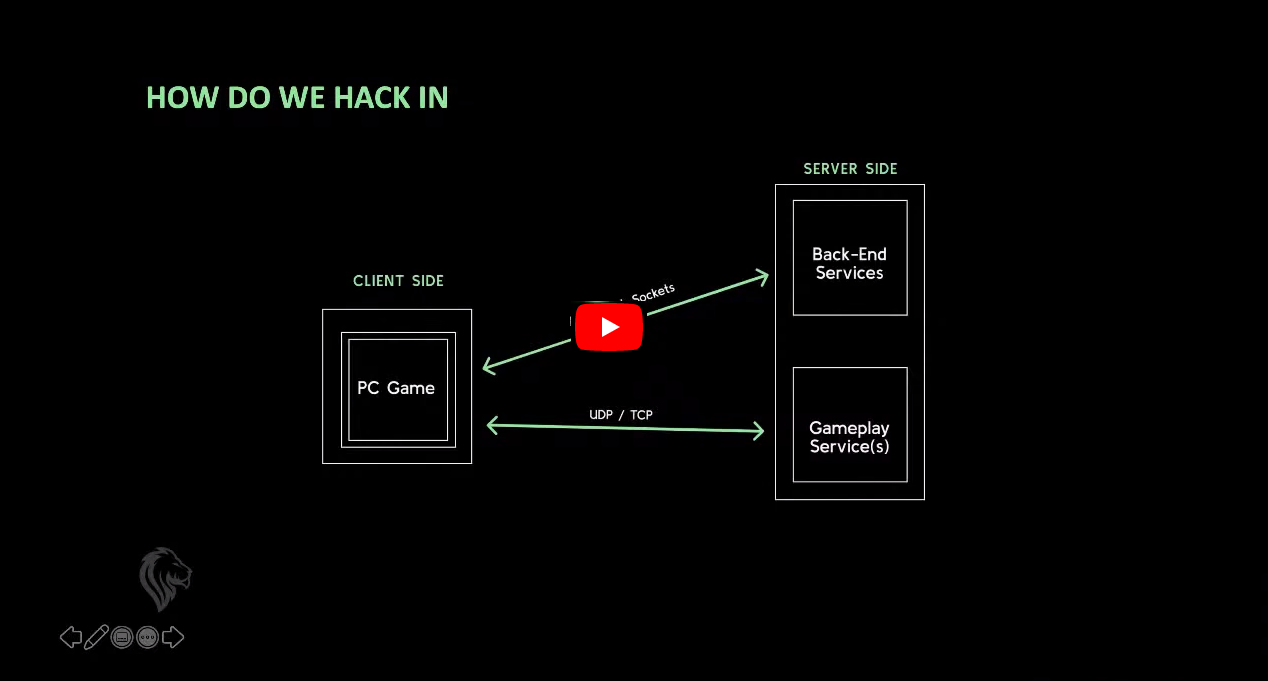 HOW DO WE HACK IN
SERVER SIDE
Back-End
Services
CLIENT SIDE
Sockets
PC Game
UDP / TCP
Gameplay
Service(s)